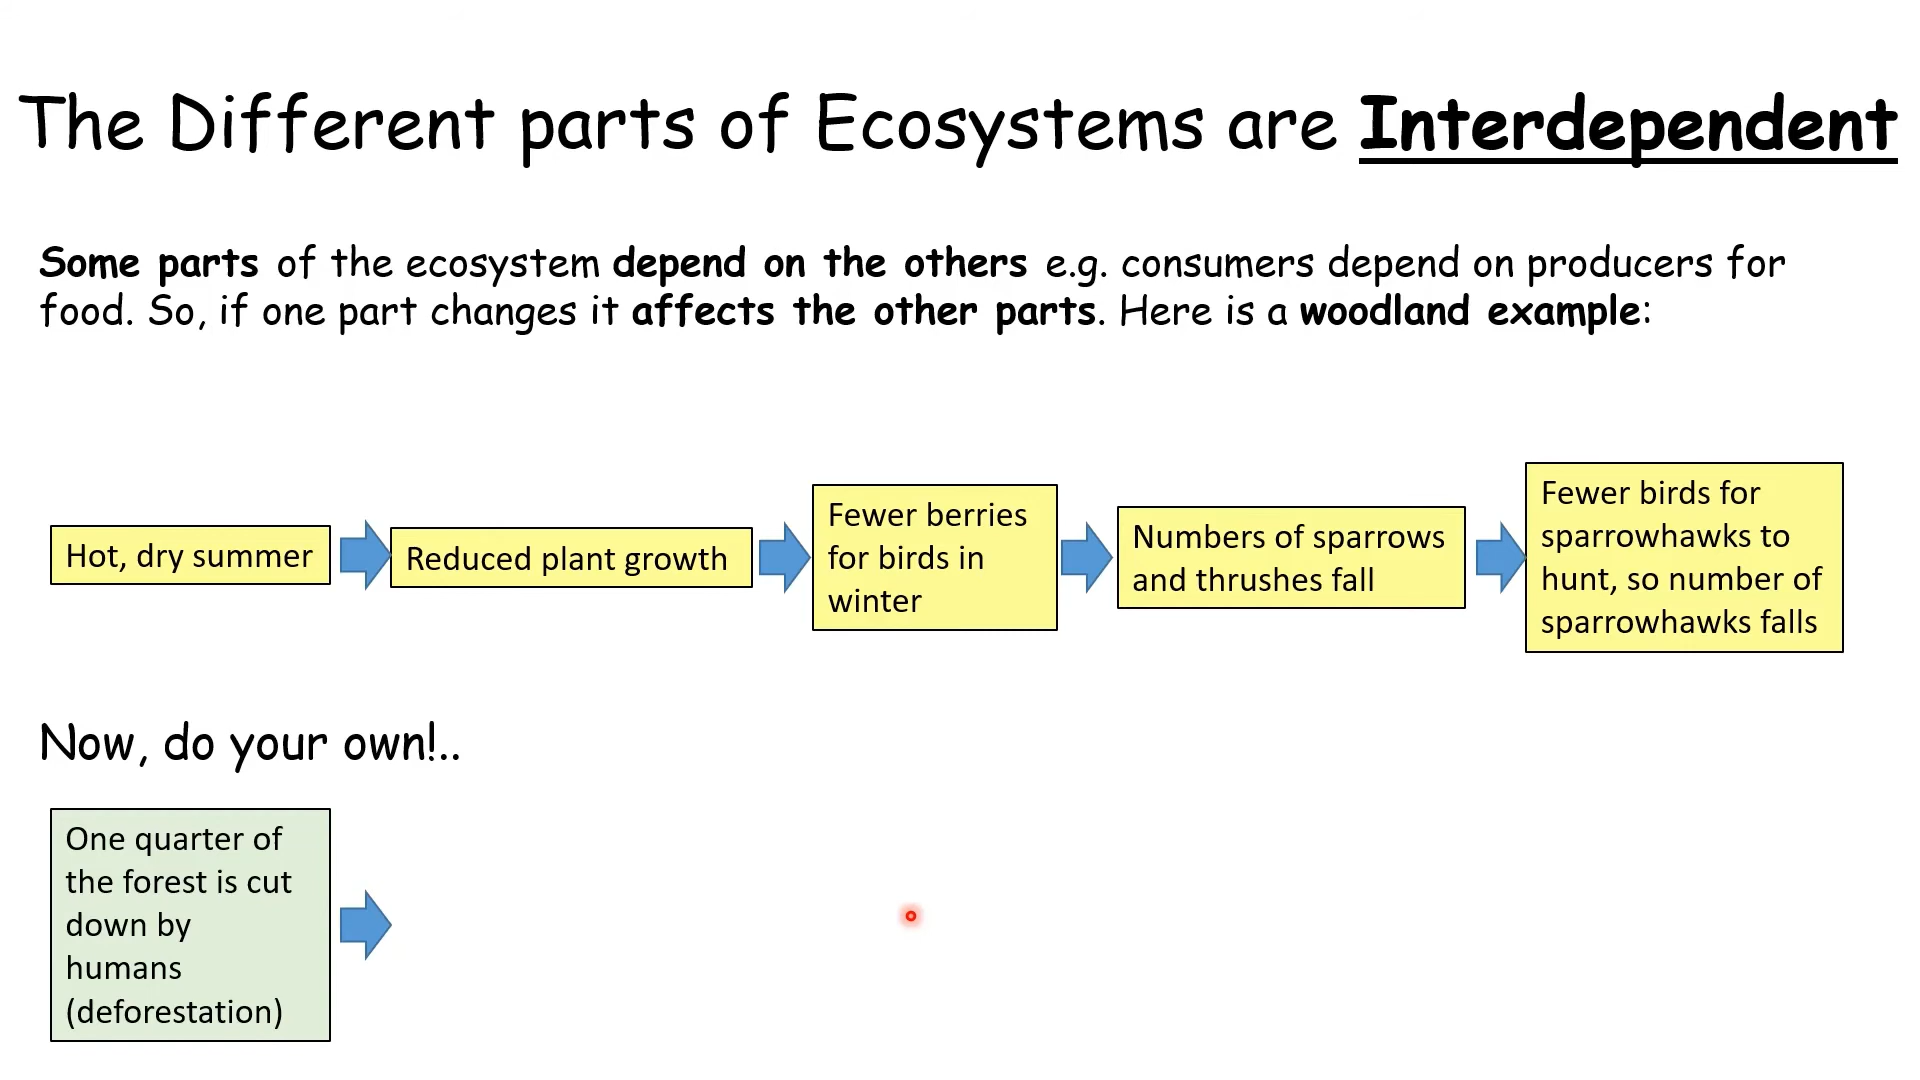 The Different parts of Ecosystems are Interdependent
Some parts of the ecosystem depend on the others e.g. consumers depend on producers for
food. So, if one part changes it affects the other parts. Here is a woodland example:
Hot, dry summer
Reduced plant growth
Fewer berries
for birds in
winter
Numbers of sparrows
and thrushes fall
Fewer birds for
sparrowhawks to
hunt, so number of
sparrowhawks falls
Now, do your own!..
One quarter of
the forest is cut
down by
humans
(deforestation)